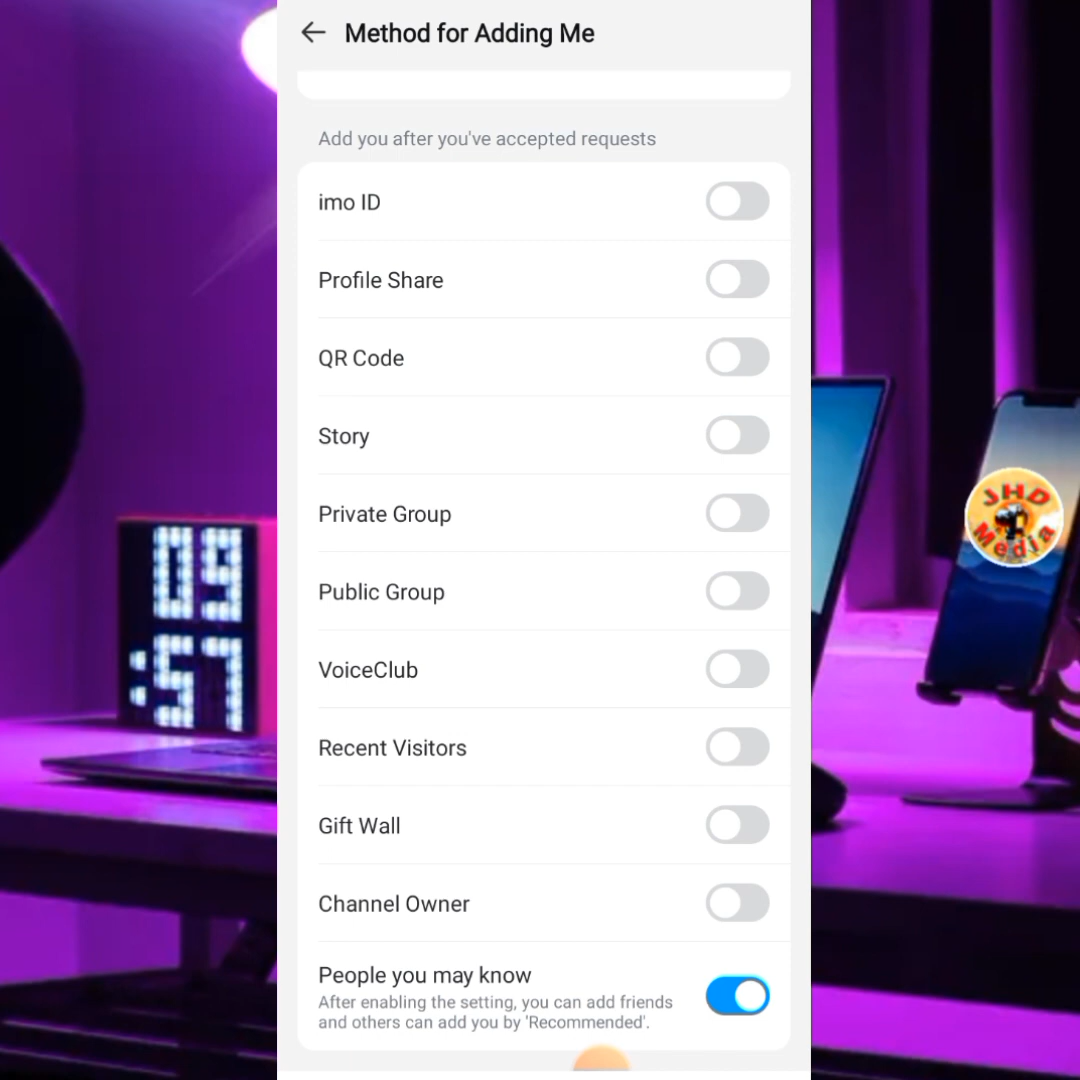 Method for Adding Me
Add you after you've accepted requests
imo ID
Profile Share
QR Code
Story
Private Group
Public Group
VoiceClub
Recent Visitors
Gift Wall
Channel Owner
People you may know
After enabling the setting, you can add friends
and others can add you by 'Recommended'.
09
:57
JHD
Media